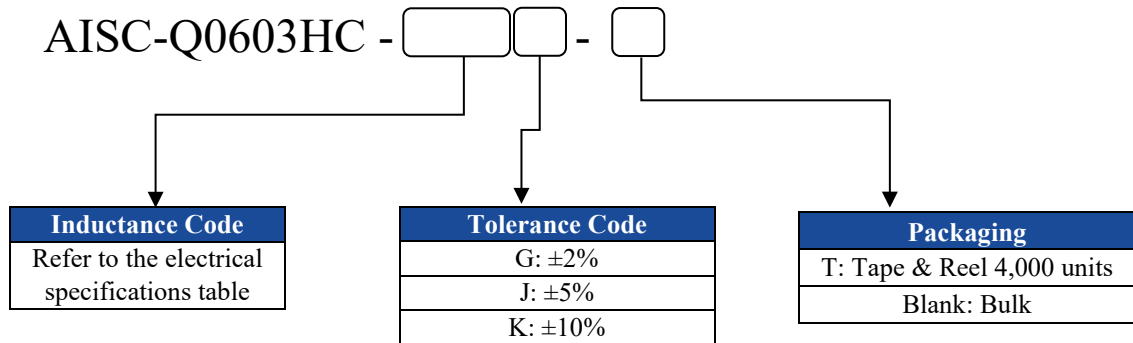 AISC-Q0603HC - -
Inductance Code
Refer to the electrical
specifications table
Tolerance Code
G: ±2%
J: ±5%
K: ±10%
Packaging
T: Tape & Reel 4,000 units
Blank: Bulk